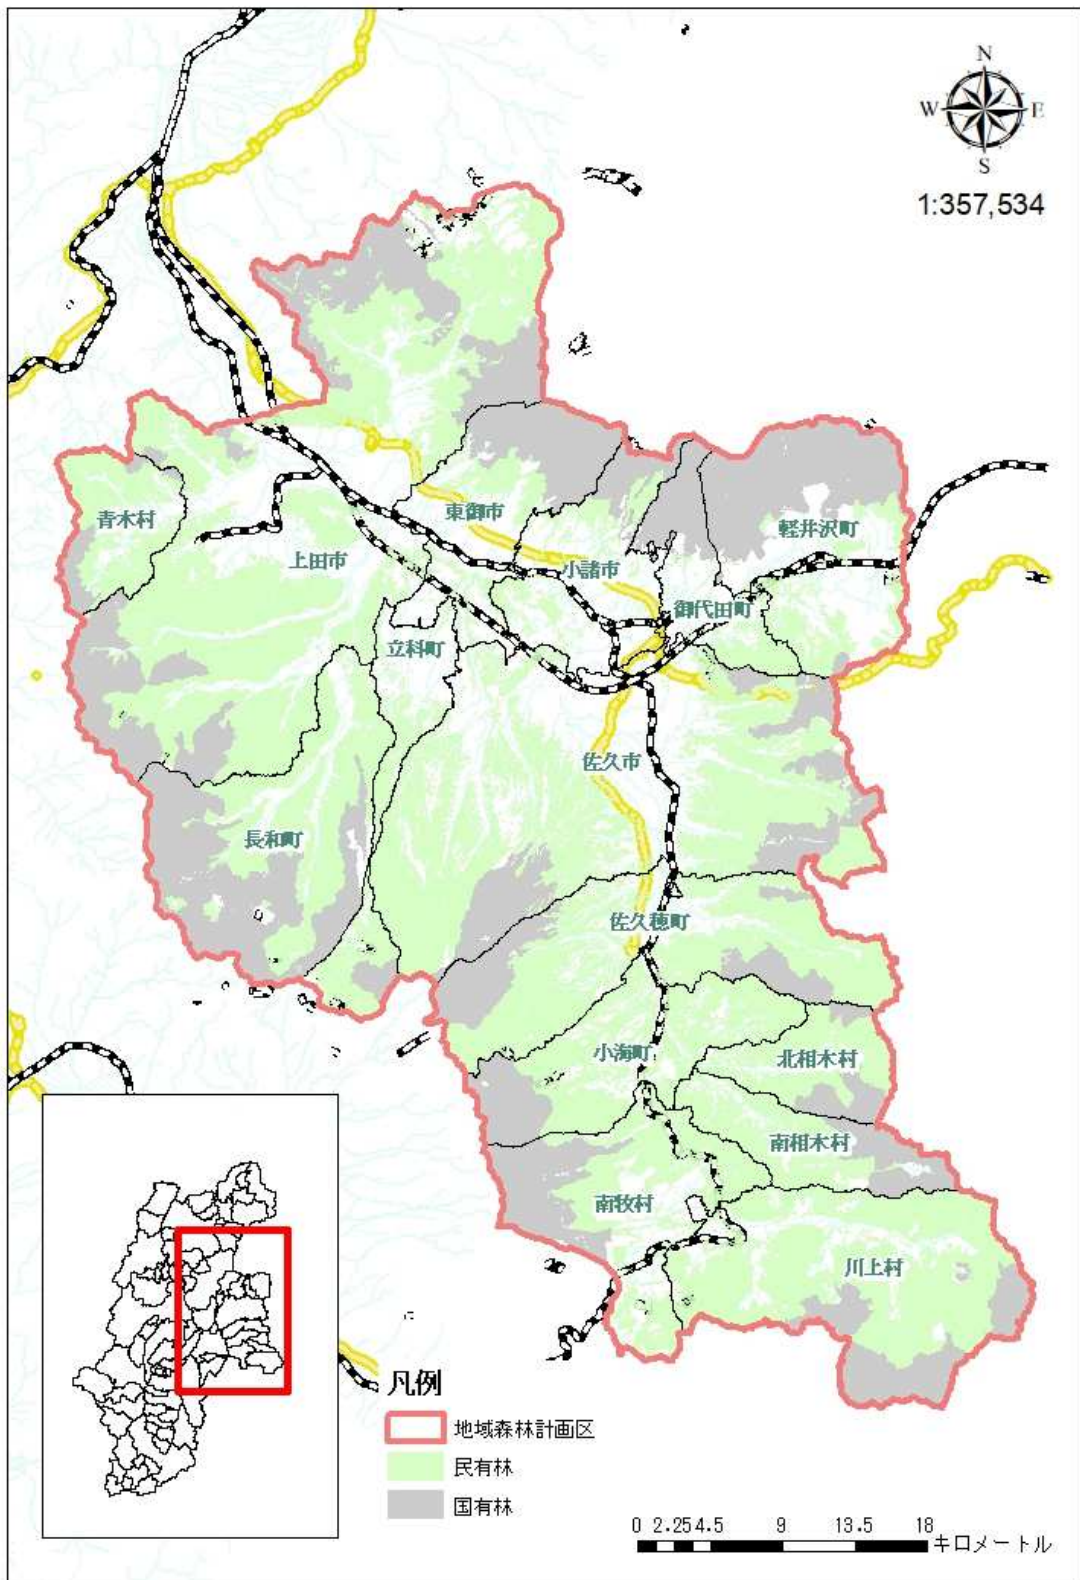 N
W E
S
1:357,534
青木村
上田市
東御市
小諸市
軽井沢町
御代田町
立科町
佐久市
長和町
佐久穂町
小海町
北相木村
南相木村
南牧村
川上村
凡例
地域森林計画区
民有林
国有林
0 2.25 4.5 9 13.5 18
キロメートル